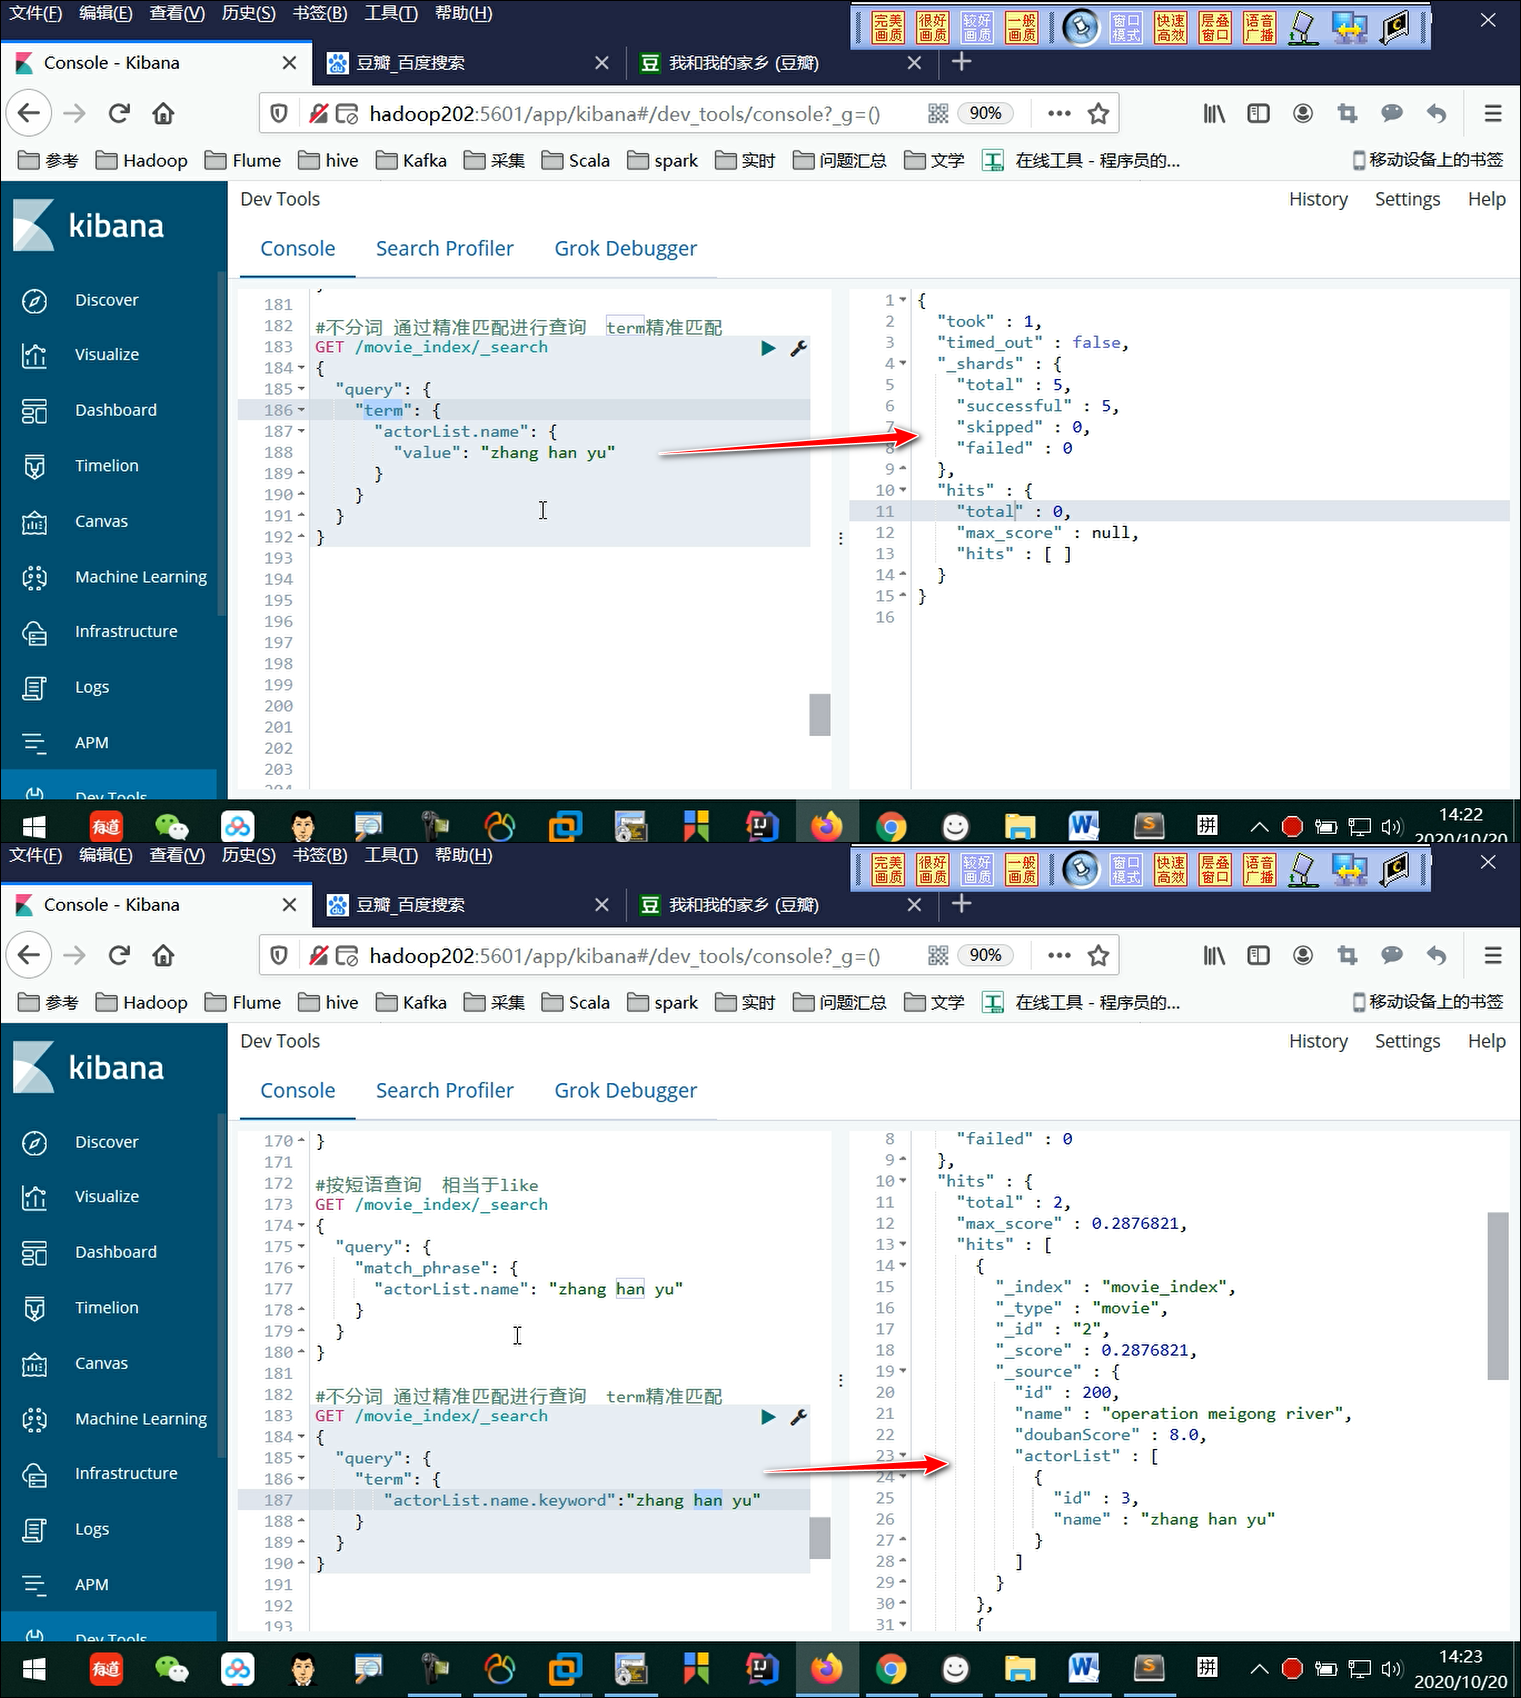 文件(F) 编辑(E) 查看(V) 历史(S) 书签(B) 工具(T) 帮助(H)
完美画质 很好画质 较好画质 一般画质 窗口模式 快速高效 层叠窗口 语音广播
Console - Kibana 豆瓣_百度搜索 豆 我和我的家乡 (豆瓣)
hadoop202:5601/app/kibana#/dev_tools/console?_g=() 90%
参考 Hadoop Flume hive Kafka 采集 Scala spark 实时 问题汇总 文学 工 在线工具 - 程序员的... 移动设备上的书签
kibana
Discover
Visualize
Dashboard
Timelion
Canvas
Machine Learning
Infrastructure
Logs
APM
Dev Tools
Dev Tools History Settings Help
Console Search Profiler Grok Debugger
181
182 #不分词 通过精准匹配进行查询 term精准匹配
183 GET /movie_index/_search
184 {
185 "query": {
186 "term": {
187 "actorList.name": {
188 "value": "zhang han yu"
189 }
190 }
191 }
192 }
193
194
195
196
197
198
199
200
201
202
203
204
1 {
2 "took" : 1,
3 "timed_out" : false,
4 "_shards" : {
5 "total" : 5,
6 "successful" : 5,
7 "skipped" : 0,
8 "failed" : 0
9 },
10 "hits" : {
11 "total" : 0,
12 "max_score" : null,
13 "hits" : [ ]
14 }
15 }
16
有道 IJ W S 拼 14:22
2020/10/20
文件(F) 编辑(E) 查看(V) 历史(S) 书签(B) 工具(T) 帮助(H)
完美画质 很好画质 较好画质 一般画质 窗口模式 快速高效 层叠窗口 语音广播
Console - Kibana 豆瓣_百度搜索 豆 我和我的家乡 (豆瓣)
hadoop202:5601/app/kibana#/dev_tools/console?_g=() 90%
参考 Hadoop Flume hive Kafka 采集 Scala spark 实时 问题汇总 文学 工 在线工具 - 程序员的... 移动设备上的书签
kibana
Discover
Visualize
Dashboard
Timelion
Canvas
Machine Learning
Infrastructure
Logs
APM
Dev Tools
Dev Tools History Settings Help
Console Search Profiler Grok Debugger
170 }
171
172 #按短语查询 相当于like
173 GET /movie_index/_search
174 {
175 "query": {
176 "match_phrase": {
177 "actorList.name": "zhang han yu"
178 }
179 }
180 }
181
182 #不分词 通过精准匹配进行查询 term精准匹配
183 GET /movie_index/_search
184 {
185 "query": {
186 "term": {
187 "actorList.name.keyword":"zhang han yu"
188 }
189 }
190 }
191
192
193
8 "failed" : 0
9 },
10 "hits" : {
11 "total" : 2,
12 "max_score" : 0.2876821,
13 "hits" : [
14 {
15 "_index" : "movie_index",
16 "_type" : "movie",
17 "_id" : "2",
18 "_score" : 0.2876821,
19 "_source" : {
20 "id" : 200,
21 "name" : "operation meigong river",
22 "doubanScore" : 8.0,
23 "actorList" : [
24 {
25 "id" : 3,
26 "name" : "zhang han yu"
27 }
28 ]
29 }
30 },
31 {
有道 IJ W S 拼 14:23
2020/10/20